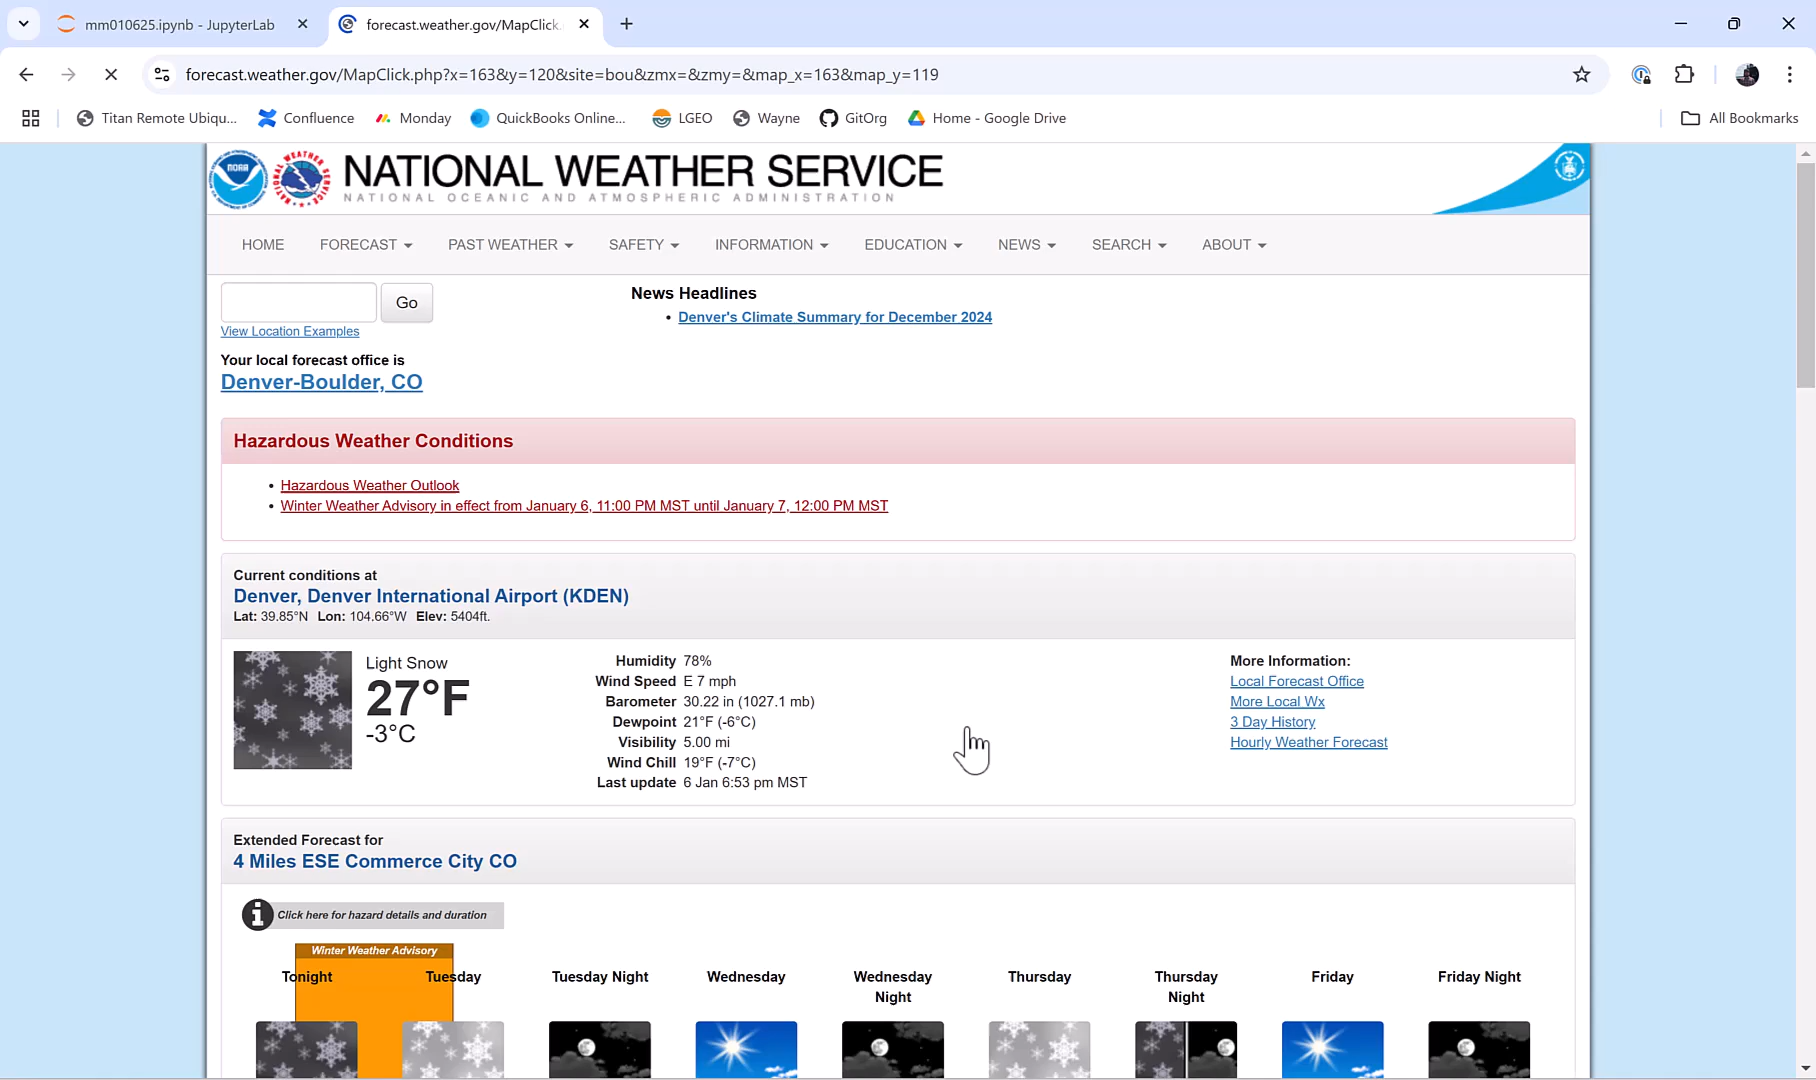 mm010625.ipynb - JupyterLab
forecast.weather.gov/MapClick.
forecast.weather.gov/MapClick.php?x=163&y=120&site=bou&zmx=&zmy=&map_x=163&map_y=119
Titan Remote Ubiqu... Confluence Monday QuickBooks Online... LGEO Wayne GitOrg Home - Google Drive All Bookmarks
NOAA
NATIONAL WEATHER SERVICE
NATIONAL OCEANIC AND ATMOSPHERIC ADMINISTRATION
HOME FORECAST PAST WEATHER SAFETY INFORMATION EDUCATION NEWS SEARCH ABOUT
Go
View Location Examples
News Headlines
• Denver's Climate Summary for December 2024
Your local forecast office is
Denver-Boulder, CO
Hazardous Weather Conditions
• Hazardous Weather Outlook
• Winter Weather Advisory in effect from January 6, 11:00 PM MST until January 7, 12:00 PM MST
Current conditions at
Denver, Denver International Airport (KDEN)
Lat: 39.85°N Lon: 104.66°W Elev: 5404ft.
Light Snow
27°F
-3°C
Humidity 78%
Wind Speed E 7 mph
Barometer 30.22 in (1027.1 mb)
Dewpoint 21°F (-6°C)
Visibility 5.00 mi
Wind Chill 19°F (-7°C)
Last update 6 Jan 6:53 pm MST
More Information:
Local Forecast Office
More Local Wx
3 Day History
Hourly Weather Forecast
Extended Forecast for
4 Miles ESE Commerce City CO
Click here for hazard details and duration
Winter Weather Advisory
Tonight Tuesday Tuesday Night Wednesday Wednesday Night Thursday Thursday Night Friday Friday Night